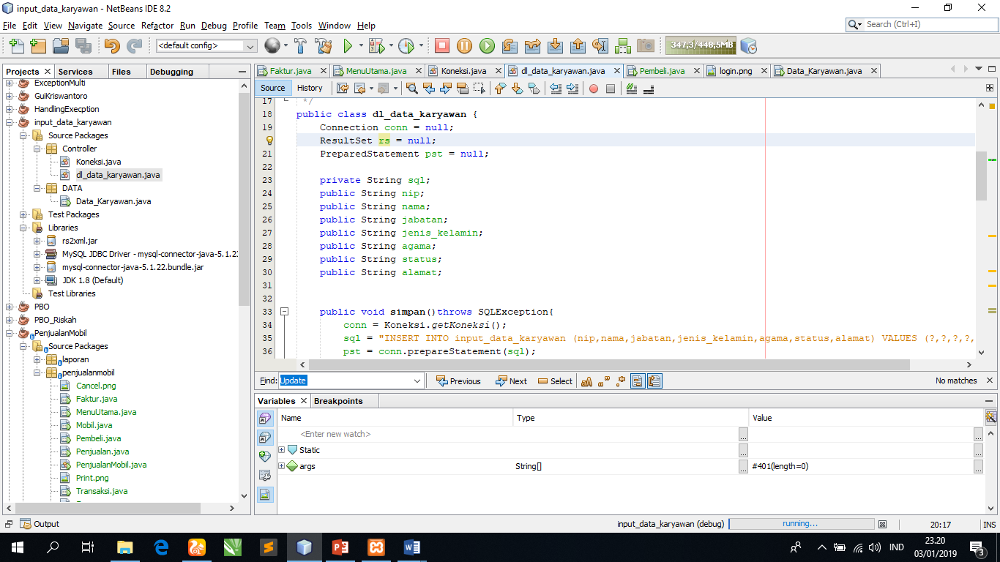 input_data_karyawan - NetBeans IDE 8.2
File Edit View Navigate Source Refactor Run Debug Profile Team Tools Window Help
Search (Ctrl+I)
<default config>
347,3/448,5MB
Projects Services Files Debugging
ExceptionMulti
GuiKriswantoro
HandlingExecption
input_data_karyawan
Source Packages
Controller
Koneksi.java
dl_data_karyawan.java
DATA
Data_Karyawan.java
Test Packages
Libraries
rs2xml.jar
MySQL JDBC Driver - mysql-connector-java-5.1.23
mysql-connector-java-5.1.22.bundle.jar
JDK 1.8 (Default)
Test Libraries
PBO
PBO_Riskah
PenjualanMobil
Source Packages
laporan
penjualanmobil
Cancel.png
Faktur.java
MenuUtama.java
Mobil.java
Pembeli.java
Penjualan.java
PenjualanMobil.java
Print.png
Transaksi.java
Faktur.java MenuUtama.java Koneksi.java dl_data_karyawan.java Pembeli.java login.png Data_Karyawan.java
Source History
17 */
18 public class dl_data_karyawan {
19 Connection conn = null;
20 ResultSet rs = null;
21 PreparedStatement pst = null;
22
23 private String sql;
24 public String nip;
25 public String nama;
26 public String jabatan;
27 public String jenis_kelamin;
28 public String agama;
29 public String status;
30 public String alamat;
31
32
33 public void simpan()throws SQLException{
34 conn = Koneksi.getKoneksi();
35 sql = "INSERT INTO input_data_karyawan (nip,nama,jabatan,jenis_kelamin,agama,status,alamat) VALUES (?,?,?,?,
36 pst = conn.prepareStatement(sql);
Find: Update Previous Next Select No matches
Variables Breakpoints
Name Type Value
<Enter new watch>
Static
args String[] #401(length=0)
Output
input_data_karyawan (debug) running... 20:17 INS
IND
23.20
03/01/2019
3